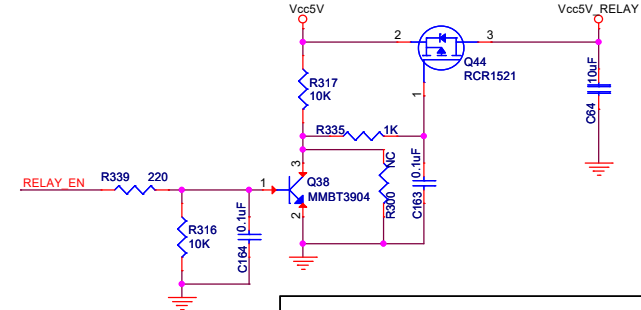 Vcc5V
Vcc5V_RELAY
2
3
Q44
RCR1521
1
R317
10K
10uF
C64
R335
1K
R339
220
RELAY_EN
3
1
Q38
MMBT3904
2
NC
R300
0.1uF
C163
R316
10K
0.1uF
C164